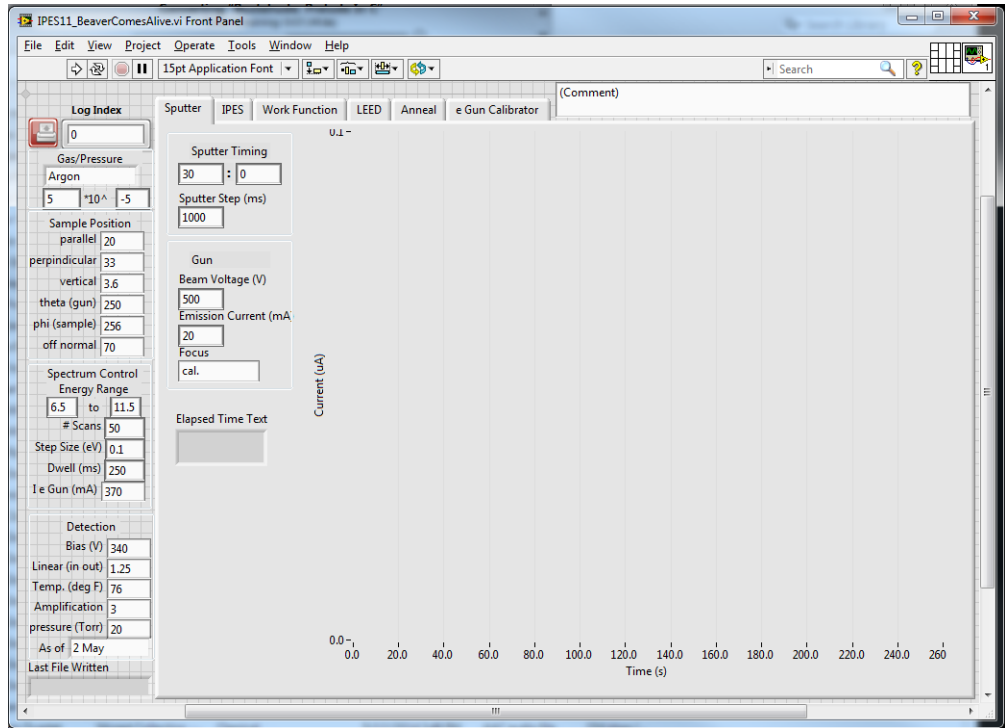 IPES11_BeaverComesAlive.vi Front Panel
File Edit View Project Operate Tools Window Help
15pt Application Font
Search
1
(Comment)
Log Index
0
Gas/Pressure
Argon
5 *10^ -5
Sample Position
parallel 20
perpindicular 33
vertical 3.6
theta (gun) 250
phi (sample) 256
off normal 70
Spectrum Control
Energy Range
6.5 to 11.5
# Scans 50
Step Size (eV) 0.1
Dwell (ms) 250
I e Gun (mA) 370
Detection
Bias (V) 340
Linear (in out) 1.25
Temp. (deg F) 76
Amplification 3
pressure (Torr) 20
As of 2 May
Last File Written
Sputter IPES Work Function LEED Anneal e Gun Calibrator
Sputter Timing
30 : 0
Sputter Step (ms)
1000
Gun
Beam Voltage (V)
500
Emission Current (mA
20
Focus
cal.
Elapsed Time Text
0.1
Current (uA)
0.0
0.0 20.0 40.0 60.0 80.0 100.0 120.0 140.0 160.0 180.0 200.0 220.0 240.0 260
Time (s)